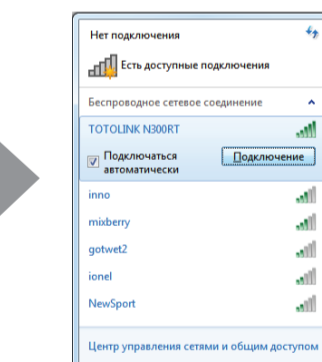 Нет подключения
Есть доступные подключения
Беспроводное сетевое соединение
TOTOLINK N300RT
Подключаться
автоматически
Подключение
inno
mixberry
gotwet2
ionel
NewSport
Центр управления сетями и общим доступом